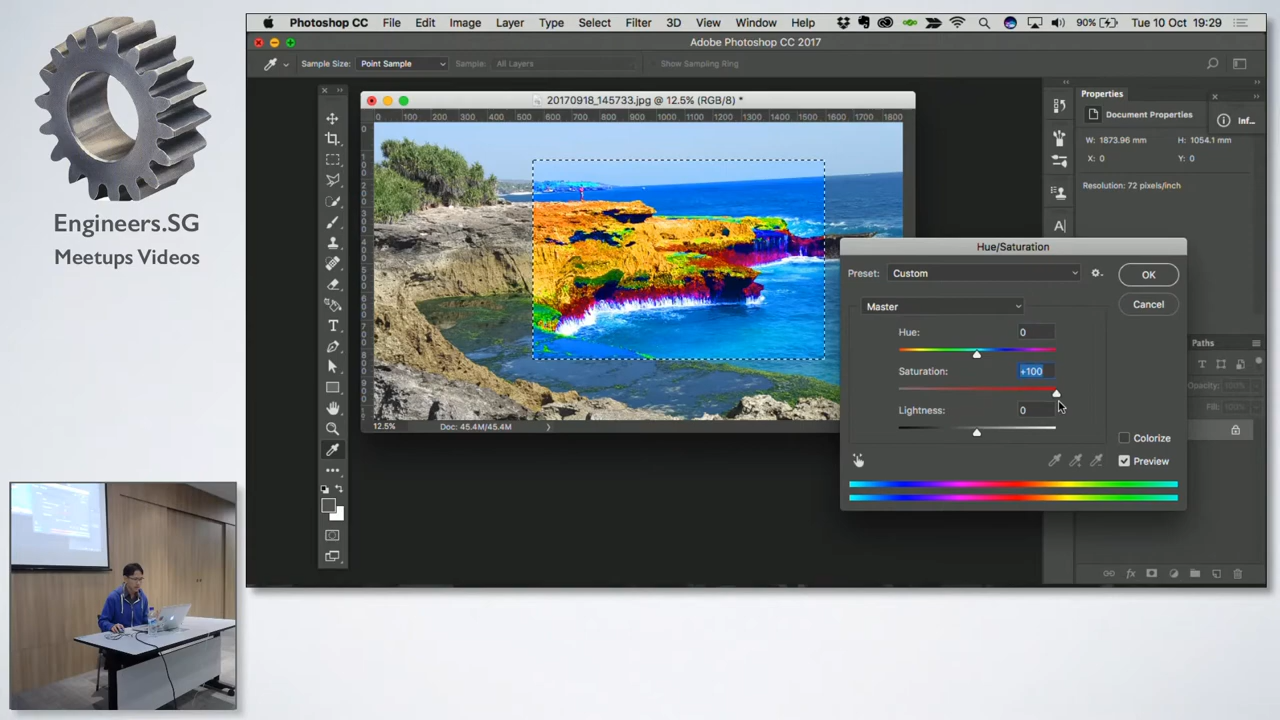 Engineers.SG
Meetups Videos
Photoshop CC File Edit Image Layer Type Select Filter 3D View Window Help 90% Tue 10 Oct 19:29
Adobe Photoshop CC 2017
Sample Size: Point Sample Sample: All Layers Show Sampling Ring
20170918_145733.jpg @ 12.5% (RGB/8) *
0 100 200 300 400 500 600 700 800 900 1000 1100 1200 1300 1400 1500 1600 1700 1800
12.5% Doc: 45.4M/45.4M
Properties
Document Properties
Inf...
W: 1873.96 mm H: 1054.1 mm
X: 0 Y: 0
Resolution: 72 pixels/inch
Hue/Saturation
Preset: Custom
OK
Master
Cancel
Hue: 0
Saturation: +100
Lightness: 0
Colorize
Preview
Paths
Opacity: 100%
Fill: 100%